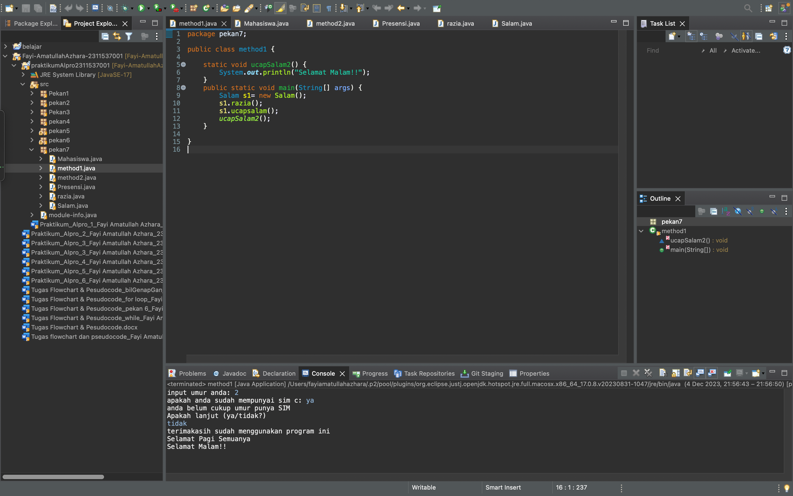 Package Expl...
Project Explo...
method1.java
Mahasiswa.java
method2.java
Presensi.java
razia.java
Salam.java
Task List
belajar
Fayi-AmatullahAzhara-2311537001 [Fayi-Amatull
praktikumAlpro2311537001 [Fayi-AmatullahAz
JRE System Library [JavaSE-17]
src
Pekan1
pekan2
Pekan3
pekan4
pekan5
pekan6
pekan7
Mahasiswa.java
method1.java
method2.java
Presensi.java
razia.java
Salam.java
module-info.java
Praktikum_Alpro_1_Fayi Amatullah Azhara_
Praktikum_Alpro_2_Fayi Amatullah Azhara_23
Praktikum_Alpro_3_Fayi Amatullah Azhara_23
Praktikum_Alpro_3_Fayi Amatullah Azhara_23
Praktikum_Alpro_4_Fayi Amatullah Azhara_23
Praktikum_Alpro_5_Fayi Amatullah Azhara_23
Praktikum_Alpro_6_Fayi Amatullah Azhara_23
Tugas Flowchart & Pesudocode_bilGenapGan
Tugas Flowchart & Pesudocode_for loop_Fayi
Tugas Flowchart & Pesudocode_pekan 6_Fayi
Tugas Flowchart & Pesudocode_while_Fayi Am
Tugas Flowchart & Pesudocode.docx
Tugas flowchart dan pseudocode_Fayi Amatu
1 package pekan7;
2
3 public class method1 {
4
5 static void ucapSalam2() {
6 System.out.println("Selamat Malam!!");
7 }
8 public static void main(String[] args) {
9 Salam s1= new Salam();
10 s1.razia();
11 s1.ucapsalam();
12 ucapSalam2();
13 }
14
15 }
16
Find
All
Activate...
Outline
pekan7
method1
ucapSalam2() : void
main(String[]) : void
Problems
Javadoc
Declaration
Console
Progress
Task Repositories
Git Staging
Properties
<terminated> method1 [Java Application] /Users/fayiamatullahazhara/.p2/pool/plugins/org.eclipse.justj.openjdk.hotspot.jre.full.macosx.x86_64_17.0.8.v20230831-1047/jre/bin/java (4 Dec 2023, 21:56:43 – 21:56:50) [p
input umur anda: 2
apakah anda sudah mempunyai sim c: ya
anda belum cukup umur punya SIM
Apakah lanjut (ya/tidak?)
tidak
terimakasih sudah menggunakan program ini
Selamat Pagi Semuanya
Selamat Malam!!
Writable
Smart Insert
16 : 1 : 237